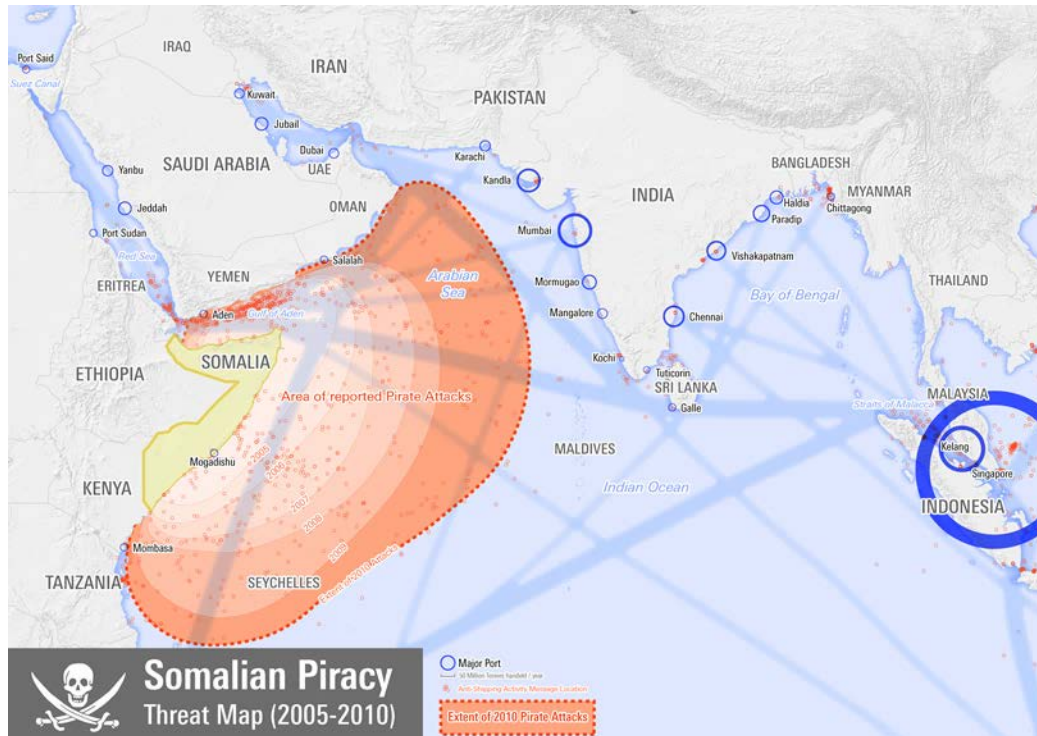 IRAQ
IRAN
PAKISTAN
Port Said
Suez Canal
Kuwait
Jubail
Dubai
UAE
SAUDI ARABIA
Yanbu
Jeddah
Port Sudan
Red Sea
ERITREA
YEMEN
OMAN
Salalah
Aden
Gulf of Aden
Karachi
Kandla
INDIA
Mumbai
Mormugao
Mangalore
Kochi
Tuticorin
SRI LANKA
Galle
Chennai
Vishakapatnam
Paradip
Haldia
BANGLADESH
Chittagong
MYANMAR
THAILAND
Bay of Bengal
Arabian
Sea
ETHIOPIA
SOMALIA
Area of reported Pirate Attacks
Mogadishu
KENYA
Mombasa
TANZANIA
SEYCHELLES
2005
2006
2007
2008
2009
Extent of 2010 Attacks
MALDIVES
Indian Ocean
Straits of Malacca
MALAYSIA
Kelang
Singapore
INDONESIA
Somalian Piracy
Threat Map (2005-2010)
Major Port
50 Million Tonnes handled / year
Anti-Shipping Activity Message Location
Extent of 2010 Pirate Attacks